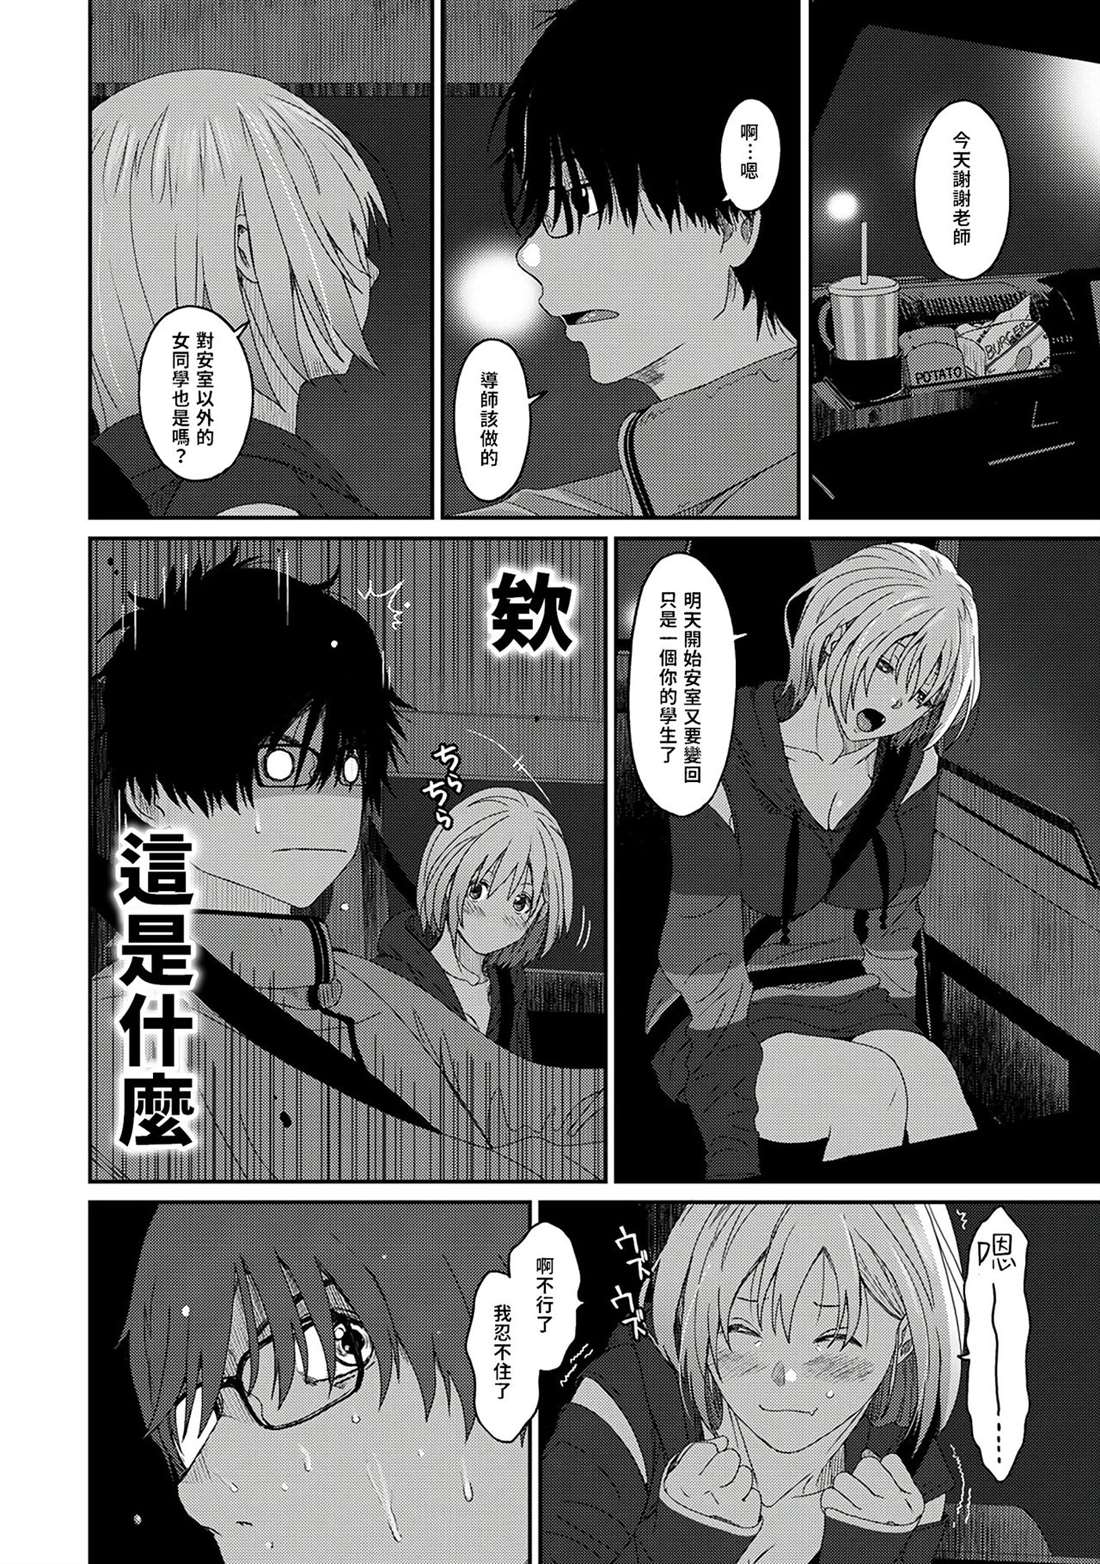 今天謝謝老師
BURGER
POTATO
啊…嗯
導師該做的
對安室以外的
女同學也是嗎？
明天開始安室又要變回
只是一個你的學生了
欸
這是什麼
ちらちら
嗯――……
ウズウズ
啊不行了
我忍不住了